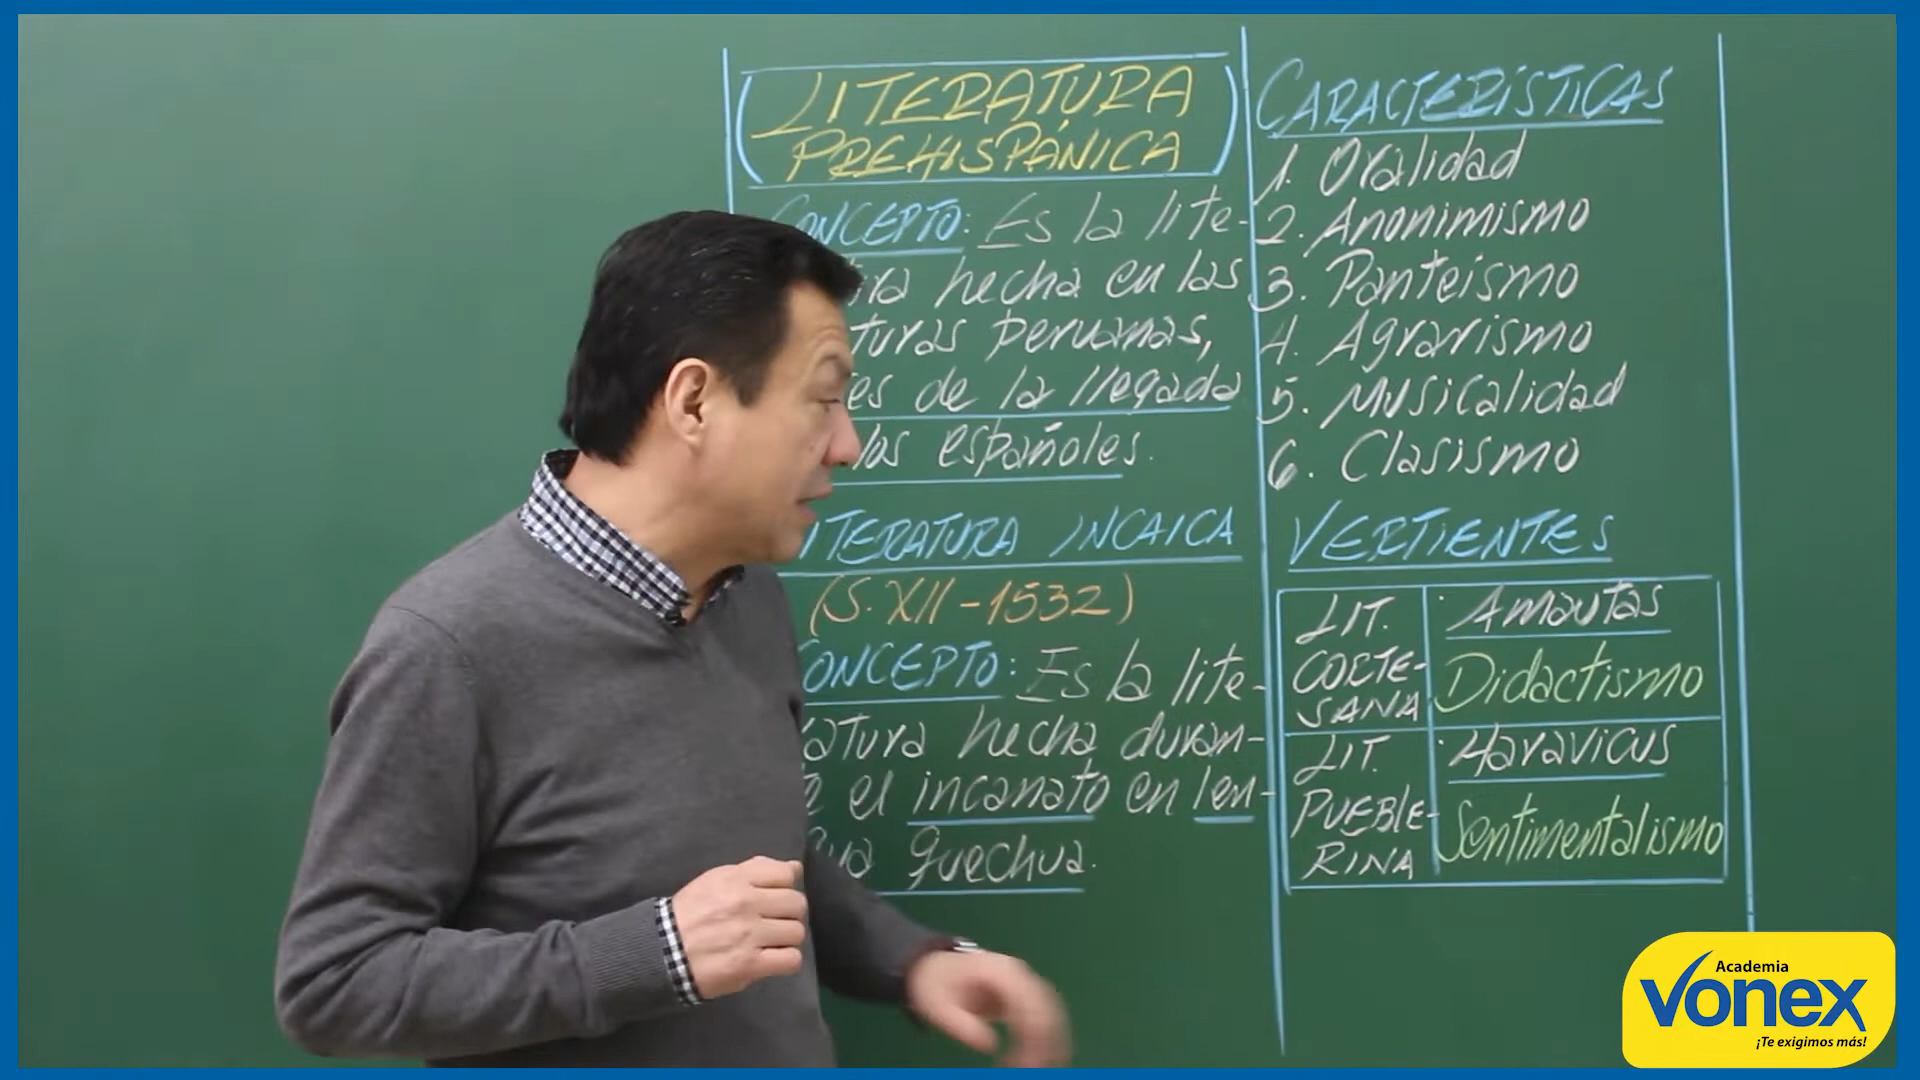 LITERATURA
PREHISPÁNICA
CONCEPTO: Es la lite-
hecha en las
peruanas,
de la llegada
los españoles.
LITERATURA INCAICA
(S. XII - 1532)
CONCEPTO: Es la lite-
ratura hecha duran-
el incanato en len-
gua quechua.
CARACTERÍSTICAS
1. Oralidad
2. Anonimismo
3. Panteísmo
4. Agrarismo
5. Musicalidad
6. Clasismo
VERTIENTES
LIT.
CORTE-
SANA
· Amautas
Didactismo
LIT.
PUEBLE-
RINA
· Haravicus
Sentimentalismo
Academia
Vonex
¡Te exigimos más!